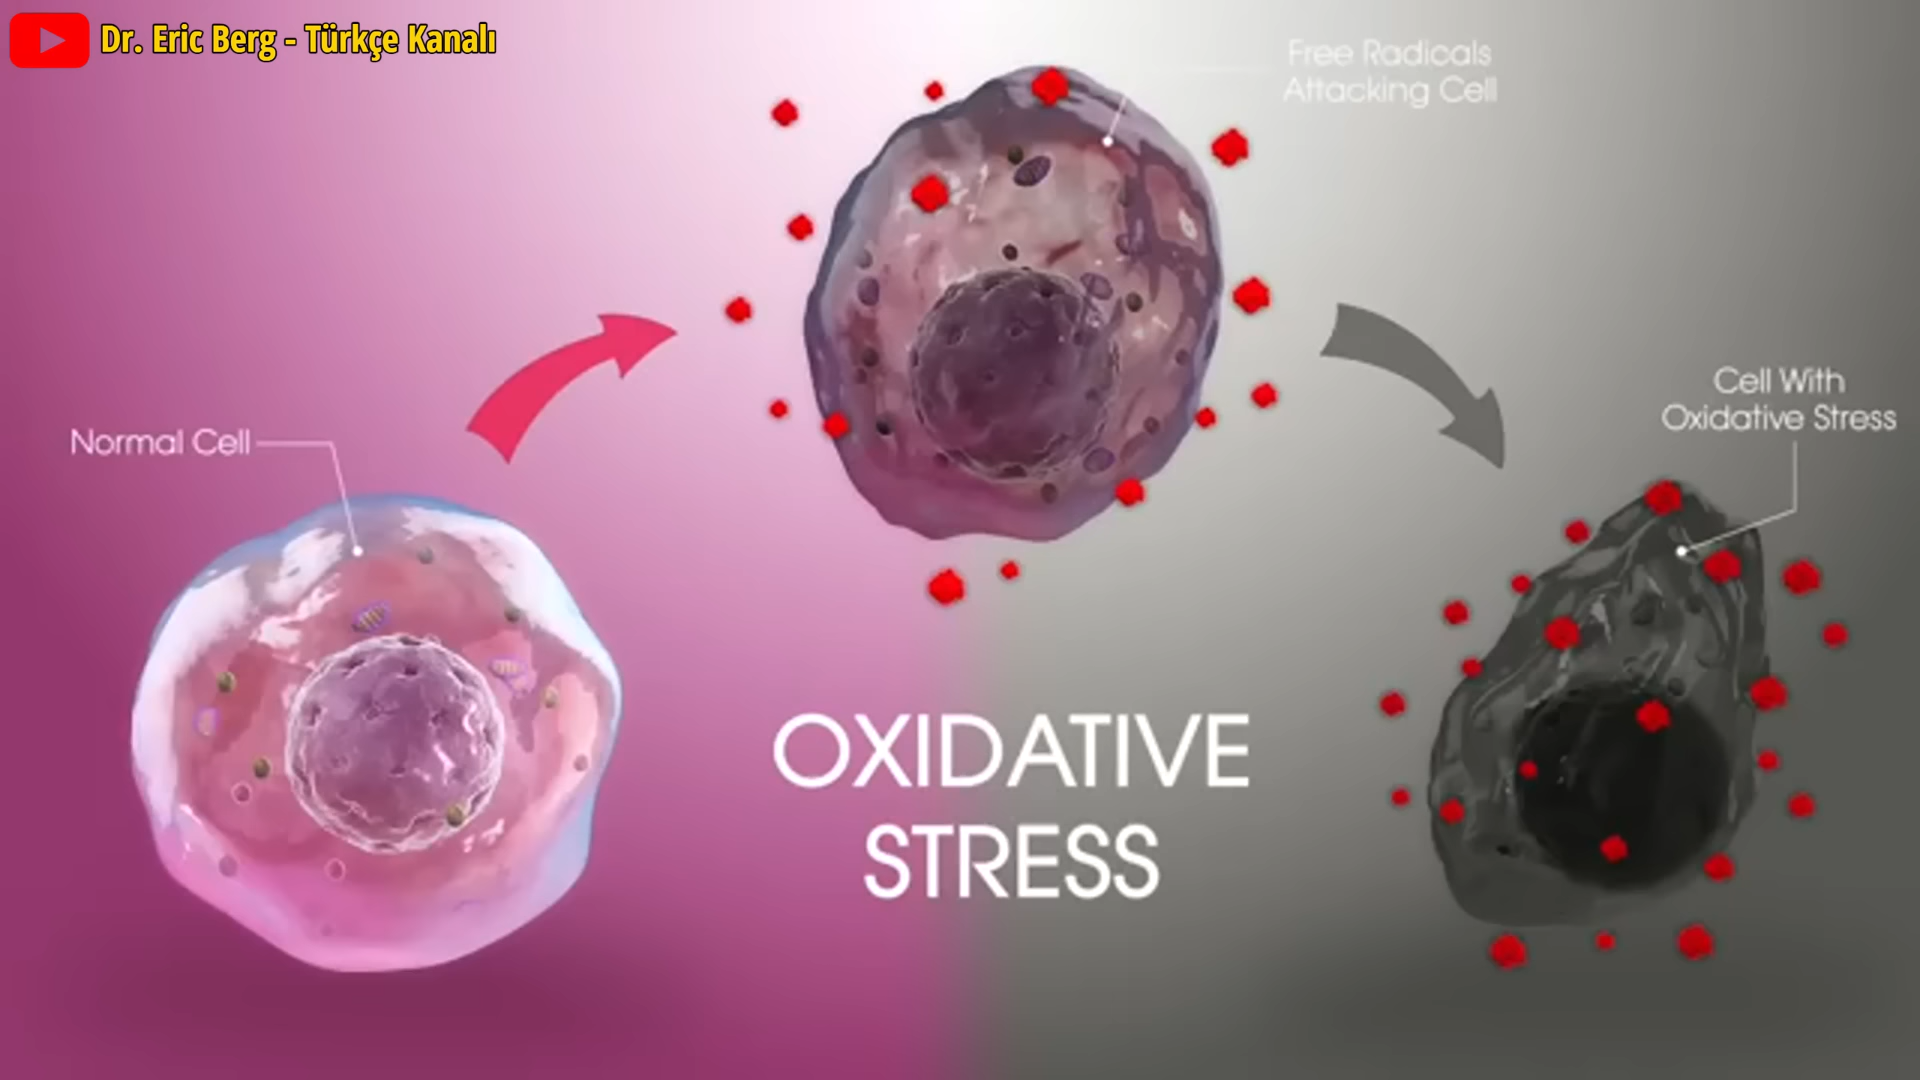 Dr. Eric Berg - Türkçe Kanalı
Free Radicals
Attacking Cell
Cell With
Oxidative Stress
Normal Cell
OXIDATIVE
STRESS